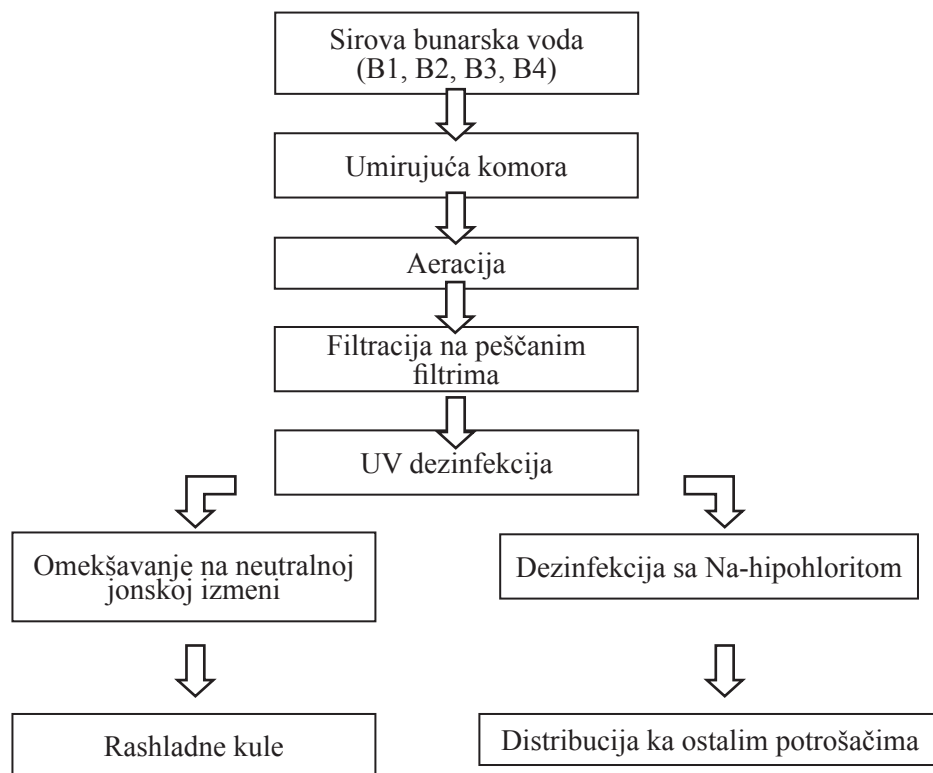 Sirova bunarska voda
(B1, B2, B3, B4)
Umirujuća komora
Aeracija
Filtracija na peščanim
filtrima
UV dezinfekcija
Omekšavanje na neutralnoj
jonskoj izmeni
Dezinfekcija sa Na-hipohloritom
Rashladne kule
Distribucija ka ostalim potrošačima